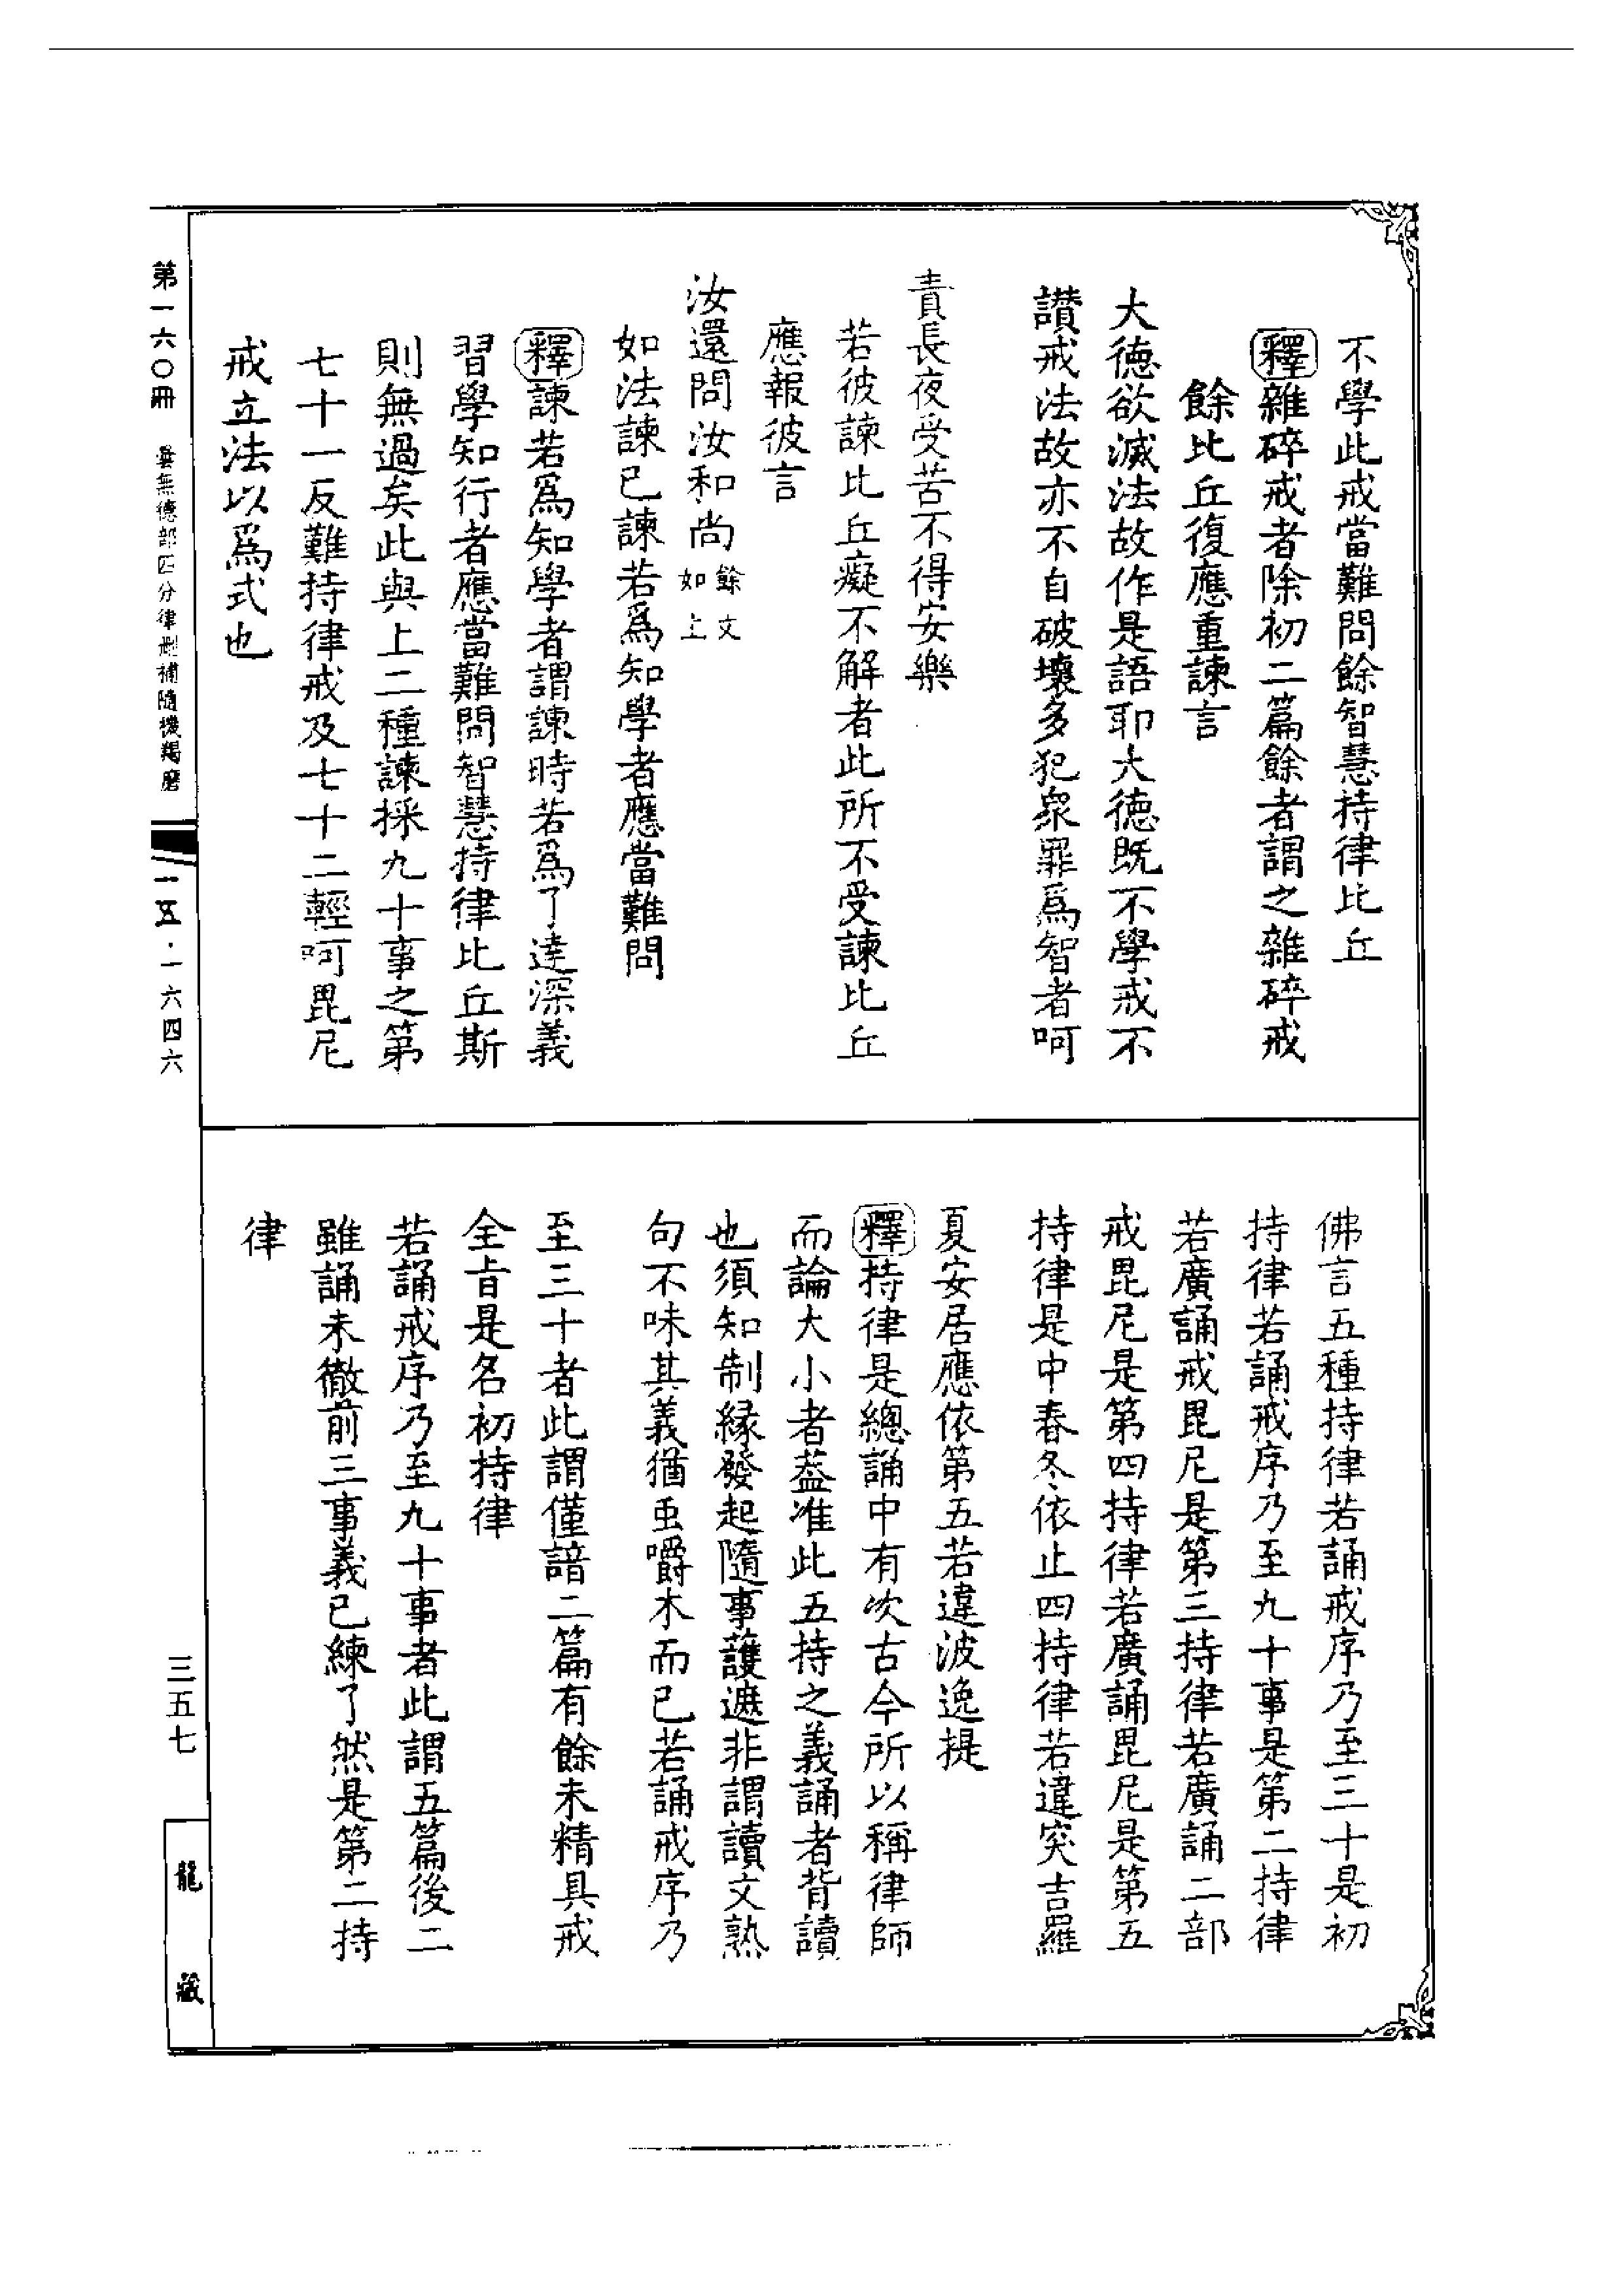 不學此戒當難問餘智慧持律比丘
釋雜碎戒者除初二篇餘者謂之雜碎戒
餘比丘復應重諫言
大德欲滅法故作是語耶大德既不學戒不
讃戒法故亦不自破壞多犯衆罪爲智者呵
責長夜受苦不得安樂
若彼諫比丘癡不解者此所不受諫比丘
應報彼言
汝還問汝和尚餘文如上
如法諫已諫若爲知學者應當難問
釋諫若爲知學者謂諫時若爲了達深義
習學知行者應當難問智慧持律比丘斯
則無過矣此與上二種諫採九十事之第
七十一反難持律戒及七十二輕呵毘尼
戒立法以爲式也
佛言五種持律若誦戒序乃至三十是初
持律若誦戒序乃至九十事是第二持律
若廣誦戒毘尼是第三持律若廣誦二部
戒毘尼是第四持律若廣誦毘尼是第五
持律是中春冬依止四持律若違突吉羅
夏安居應依第五若違波逸提
釋持律是總誦中有次古今所以稱律師
而論大小者葢准此五持之義誦者背讀
也須知制緣發起隨事護遮非謂讀文熟
句不味其義猶䖝嚼木而已若誦戒序乃
至三十者此謂僅諳二篇有餘未精具戒
全旨是名初持律
若誦戒序乃至九十事者此謂五篇後二
雖誦未徹前三事義已練了然是第二持
律
第一六〇冊 曇無德部四分律刪補隨機羯磨
一五·一六四六
三五七
龍藏